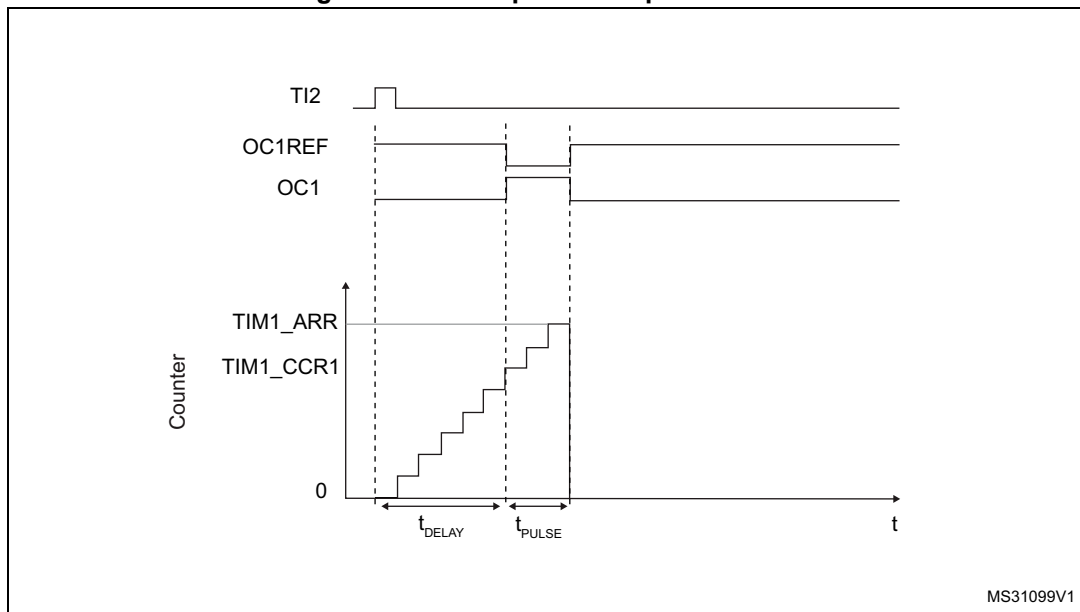 TI2
OC1REF
OC1
TIM1_ARR
TIM1_CCR1
Counter
0
tDELAY
tPULSE
t
MS31099V1